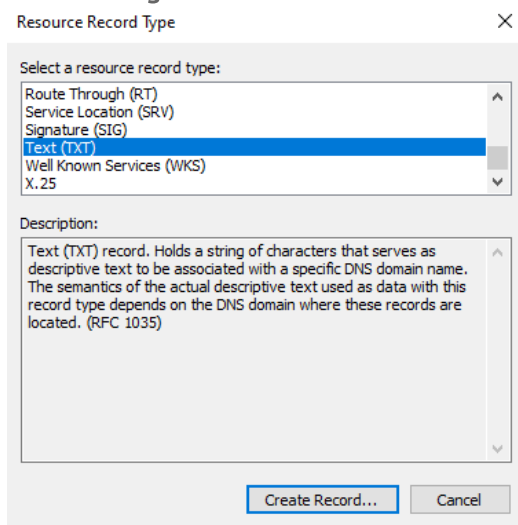 Resource Record Type
Select a resource record type:
Route Through (RT)
Service Location (SRV)
Signature (SIG)
Text (TXT)
Well Known Services (WKS)
X.25
Description:
Text (TXT) record. Holds a string of characters that serves as
descriptive text to be associated with a specific DNS domain name.
The semantics of the actual descriptive text used as data with this
record type depends on the DNS domain where these records are
located. (RFC 1035)
Create Record...
Cancel